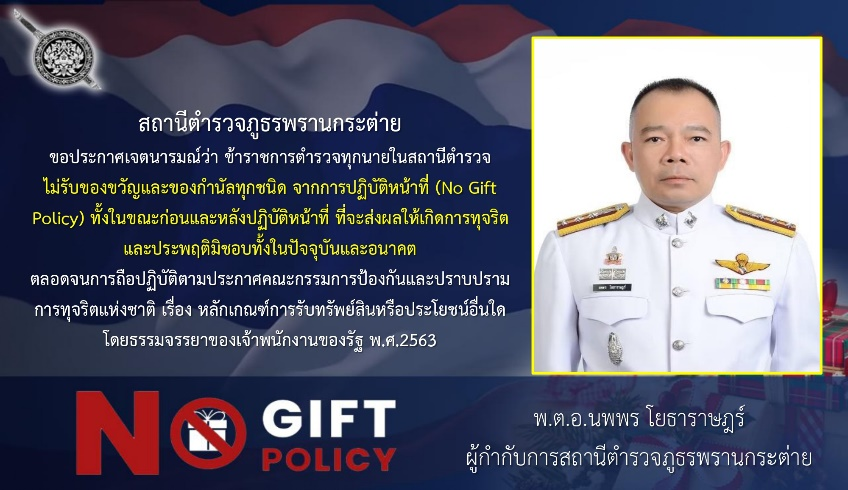 สถานีตำรวจภูธรพรานกระต่าย
ขอประกาศเจตนารมณ์ว่า ข้าราชการตำรวจทุกนายในสถานีตำรวจ
ไม่รับของขวัญและของกำนัลทุกชนิด จากการปฏิบัติหน้าที่ (No Gift
Policy) ทั้งในขณะก่อนและหลังปฏิบัติหน้าที่ ที่จะส่งผลให้เกิดการทุจริต
และประพฤติมิชอบทั้งในปัจจุบันและอนาคต
ตลอดจนการถือปฏิบัติตามประกาศคณะกรรมการป้องกันและปราบปราม
การทุจริตแห่งชาติ เรื่อง หลักเกณฑ์การรับทรัพย์สินหรือประโยชน์อื่นใด
โดยธรรมจรรยาของเจ้าพนักงานของรัฐ พ.ศ.2563
NO GIFT
POLICY
พ.ต.อ.นพพร โยธาราษฎร์
ผู้กำกับการสถานีตำรวจภูธรพรานกระต่าย